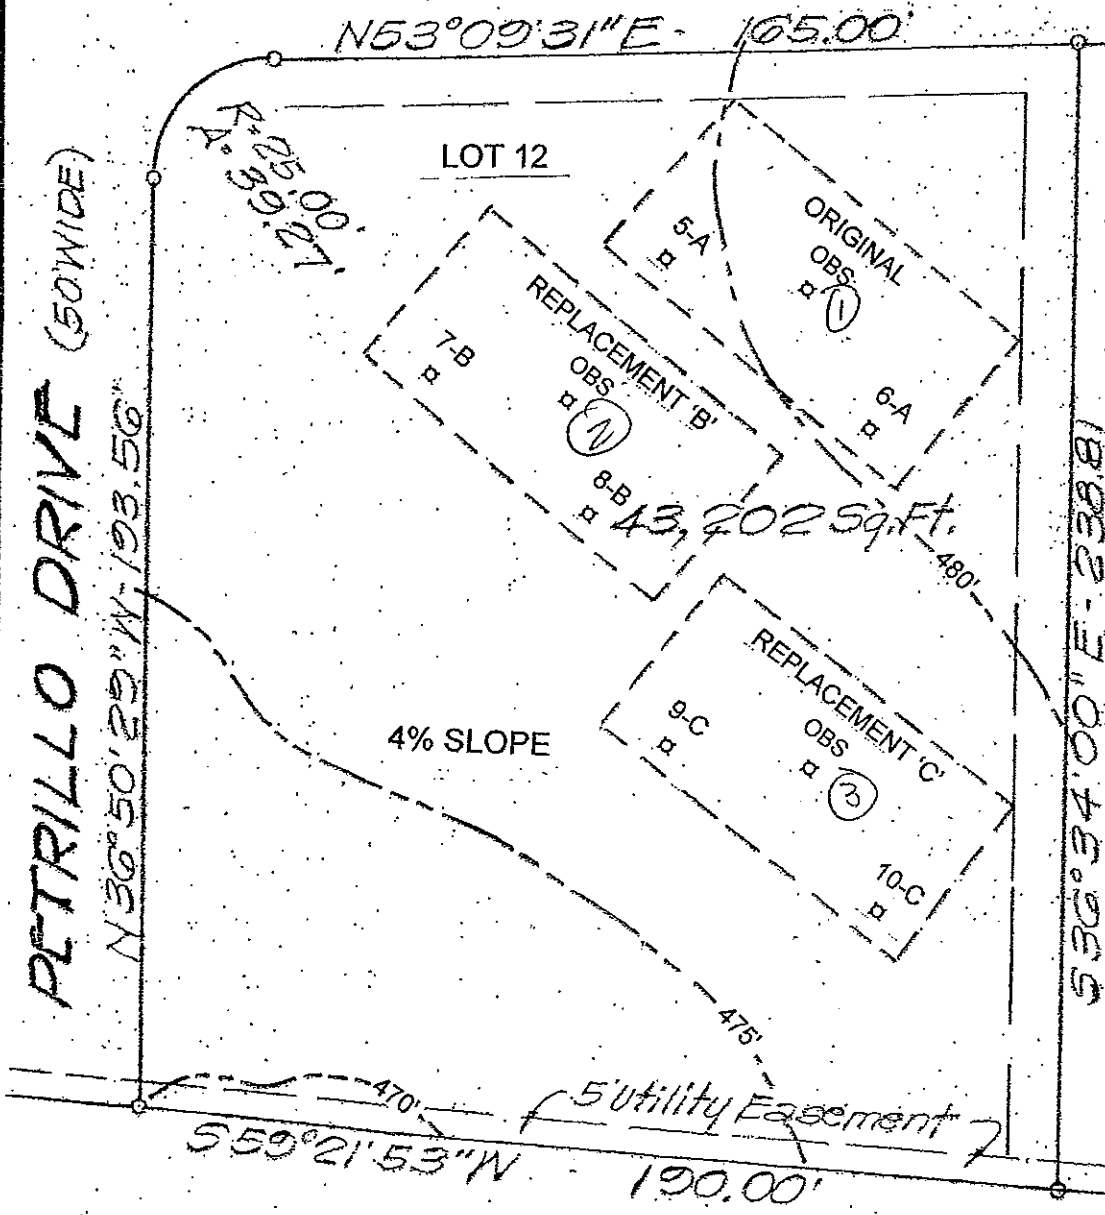 N53°09'31"E - 165.00'
R=25.00'
A=39.27'
LOT 12
PETRILLO DRIVE (50' WIDE)
N36°50'29"W - 193.56'
ORIGINAL
OBS
1
5-A
6-A
REPLACEMENT 'B'
OBS
2
7-B
8-B
43,202 Sq.Ft.
480'
REPLACEMENT 'C'
OBS
3
9-C
10-C
4% SLOPE
S36°34'00"E - 238.81
475'
470'
5' Utility Easement
S59°21'53"W
190.00'